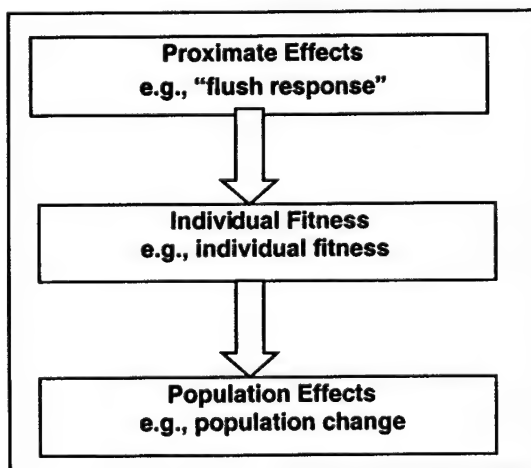 Proximate Effects
e.g., “flush response”
Individual Fitness
e.g., individual fitness
Population Effects
e.g., population change